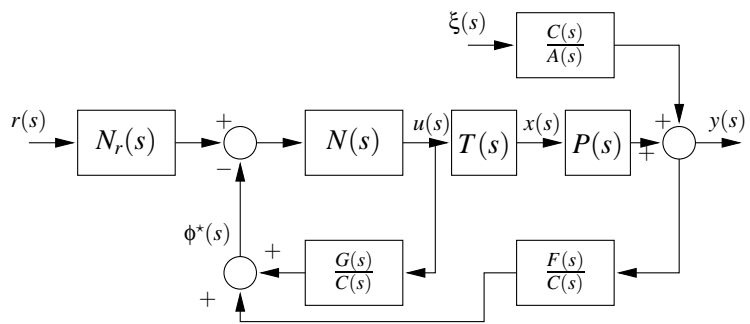 ξ(s)
C(s)
A(s)
r(s)
N_r(s)
+
−
N(s)
u(s)
T(s)
x(s)
P(s)
+
+
y(s)
φ⋆(s)
+
+
G(s)
C(s)
F(s)
C(s)